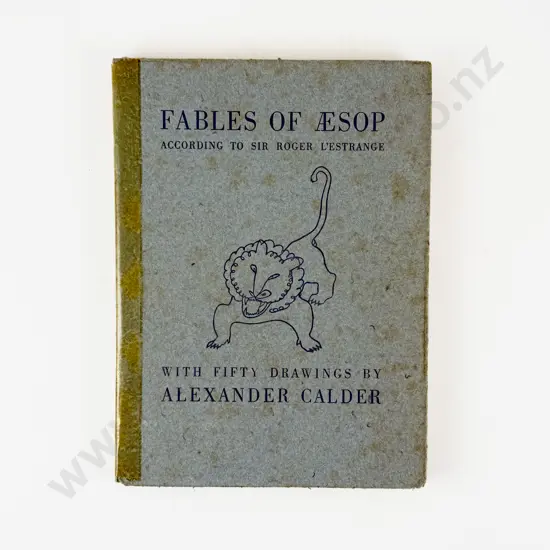 FABLES OF ÆSOP
ACCORDING TO SIR ROGER L'ESTRANGE
WITH FIFTY DRAWINGS BY
ALEXANDER CALDER